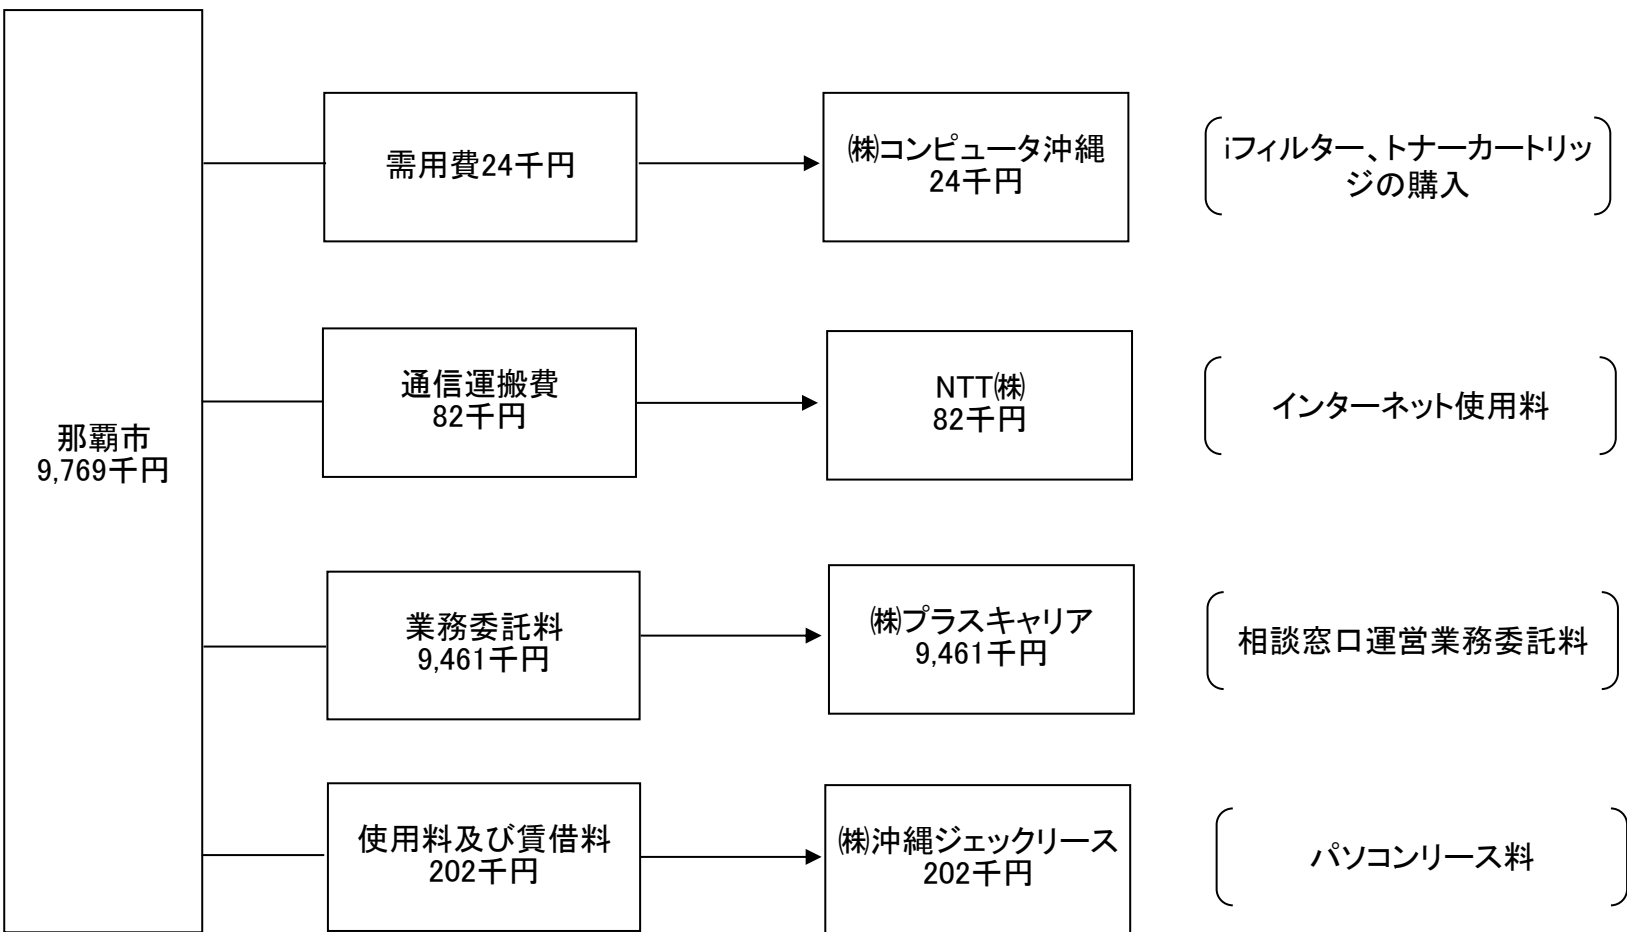 那覇市
9,769千円
需用費24千円
㈱コンピュータ沖縄
24千円
iフィルター、トナーカートリッ
ジの購入
通信運搬費
82千円
NTT㈱
82千円
インターネット使用料
業務委託料
9,461千円
㈱プラスキャリア
9,461千円
相談窓口運営業務委託料
使用料及び賃借料
202千円
㈱沖縄ジェックリース
202千円
パソコンリース料